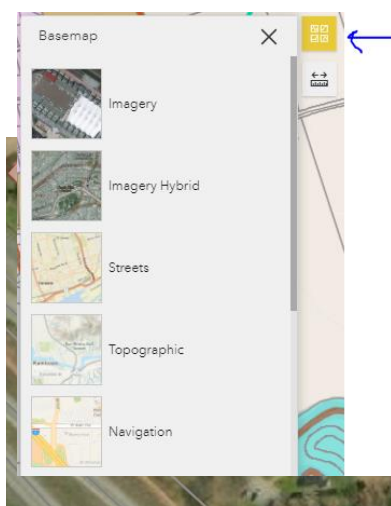 Basemap
Imagery
Imagery Hybrid
Streets
Topographic
Navigation